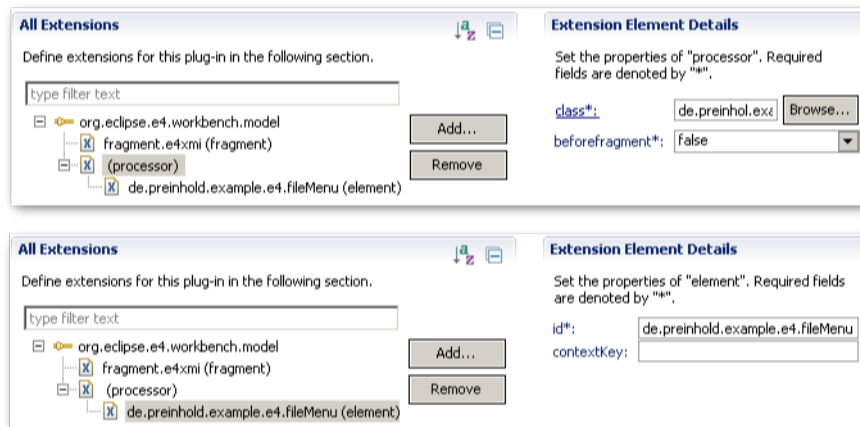 All Extensions
Define extensions for this plug-in in the following section.
type filter text
org.eclipse.e4.workbench.model
fragment.e4xmi (fragment)
(processor)
de.preinhold.example.e4.fileMenu (element)
Add...
Remove
Extension Element Details
Set the properties of "processor". Required
fields are denoted by "*".
class*: de.preinhol.exa Browse...
beforefragment*: false
All Extensions
Define extensions for this plug-in in the following section.
type filter text
org.eclipse.e4.workbench.model
fragment.e4xmi (fragment)
(processor)
de.preinhold.example.e4.fileMenu (element)
Add...
Remove
Extension Element Details
Set the properties of "element". Required fields
are denoted by "*".
id*: de.preinhold.example.e4.fileMenu
contextKey: